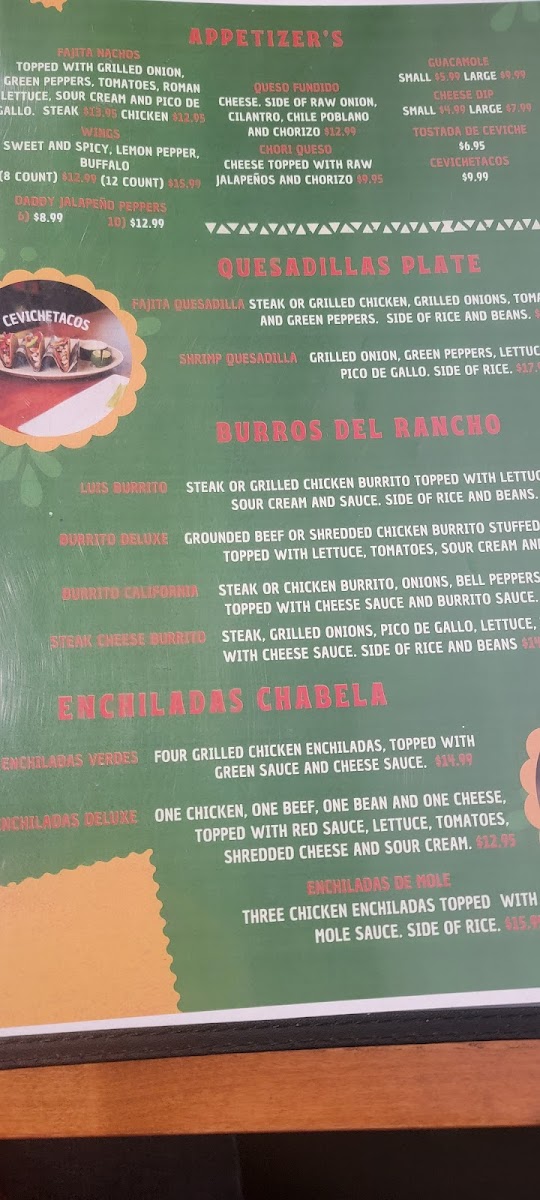 APPETIZER'S
FAJITA NACHOS
TOPPED WITH GRILLED ONION,
GREEN PEPPERS, TOMATOES, ROMAN
LETTUCE, SOUR CREAM AND PICO DE
GALLO. STEAK $13.95 CHICKEN $12.95
WINGS
SWEET AND SPICY, LEMON PEPPER,
BUFFALO
(8 COUNT) $12.99 (12 COUNT) $15.99
DADDY JALAPEÑO PEPPERS
6) $8.99 10) $12.99
QUESO FUNDIDO
CHEESE. SIDE OF RAW ONION,
CILANTRO, CHILE POBLANO
AND CHORIZO $12.99
CHORI QUESO
CHEESE TOPPED WITH RAW
JALAPEÑOS AND CHORIZO $9.95
GUACAMOLE
SMALL $5.99 LARGE $9.99
CHEESE DIP
SMALL $4.99 LARGE $7.99
TOSTADA DE CEVICHE
$6.95
CEVICHETACOS
$9.99
CEVICHETACOS
QUESADILLAS PLATE
FAJITA QUESADILLA STEAK OR GRILLED CHICKEN, GRILLED ONIONS,
AND GREEN PEPPERS. SIDE OF RICE AND BEANS.
SHRIMP QUESADILLA GRILLED ONION, GREEN PEPPERS,
PICO DE GALLO. SIDE OF RICE.
BURROS DEL RANCHO
LUIS BURRITO STEAK OR GRILLED CHICKEN BURRITO TOPPED WITH
SOUR CREAM AND SAUCE. SIDE OF RICE AND BEANS.
BURRITO DELUXE GROUNDED BEEF OR SHREDDED CHICKEN BURRITO STUFFED
TOPPED WITH LETTUCE, TOMATOES, SOUR CREAM
BURRITO CALIFORNIA STEAK OR CHICKEN BURRITO, ONIONS, BELL PEPPERS
TOPPED WITH CHEESE SAUCE AND BURRITO SAUCE.
STEAK CHEESE BURRITO STEAK, GRILLED ONIONS, PICO DE GALLO, LETTUCE,
WITH CHEESE SAUCE. SIDE OF RICE AND BEANS
ENCHILADAS CHABELA
ENCHILADAS VERDES FOUR GRILLED CHICKEN ENCHILADAS, TOPPED WITH
GREEN SAUCE AND CHEESE SAUCE. $14.99
ENCHILADAS DELUXE ONE CHICKEN, ONE BEEF, ONE BEAN AND ONE CHEESE,
TOPPED WITH RED SAUCE, LETTUCE, TOMATOES,
SHREDDED CHEESE AND SOUR CREAM. $12.95
ENCHILADAS DE MOLE
THREE CHICKEN ENCHILADAS TOPPED WITH
MOLE SAUCE. SIDE OF RICE.